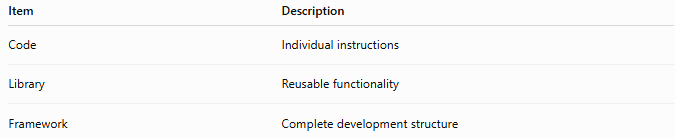 Item Description
Code Individual instructions
Library Reusable functionality
Framework Complete development structure